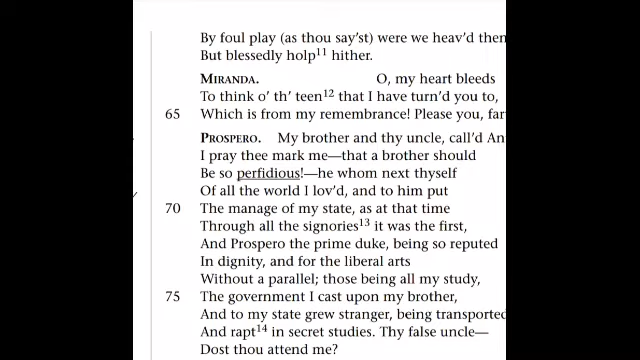 By foul play (as thou say'st) were we heav'd
But blessedly holp¹¹ hither.
MIRANDA. O, my heart bleeds
To think o' th' teen¹² that I have turn'd you to,
65 Which is from my remembrance! Please you,
PROSPERO. My brother and thy uncle, call'd
I pray thee mark me—that a brother should
Be so perfidious!—he whom next thyself
Of all the world I lov'd, and to him put
70 The manage of my state, as at that time
Through all the signories¹³ it was the first,
And Prospero the prime duke, being so reputed
In dignity, and for the liberal arts
Without a parallel; those being all my study,
75 The government I cast upon my brother,
And to my state grew stranger, being transported
And rapt¹⁴ in secret studies. Thy false uncle—
Dost thou attend me?